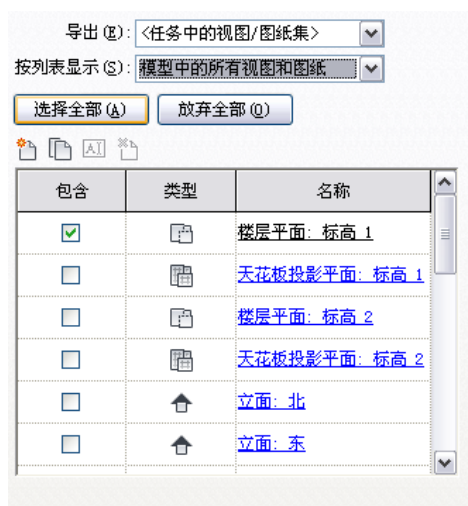 导出(E): <任务中的视图/图纸集>
按列表显示(S): 模型中的所有视图和图纸
选择全部(A) 放弃全部(O)
AI
包含 类型 名称
楼层平面: 标高 1
天花板投影平面: 标高 1
楼层平面: 标高 2
天花板投影平面: 标高 2
立面: 北
立面: 东